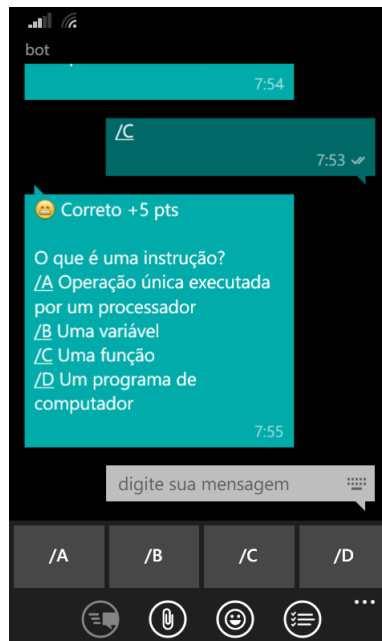 bot
7:54
/C
7:53
Correto +5 pts
O que é uma instrução?
/A Operação única executada
por um processador
/B Uma variável
/C Uma função
/D Um programa de
computador
7:55
digite sua mensagem
/A
/B
/C
/D